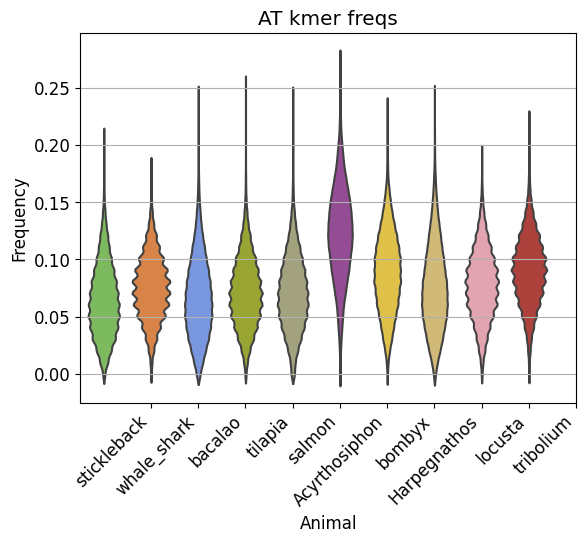 AT kmer freqs
Frequency
0.25
0.20
0.15
0.10
0.05
0.00
stickleback
whale_shark
bacalao
tilapia
salmon
Acyrthosiphon
bombyx
Harpegnathos
locusta
tribolium
Animal